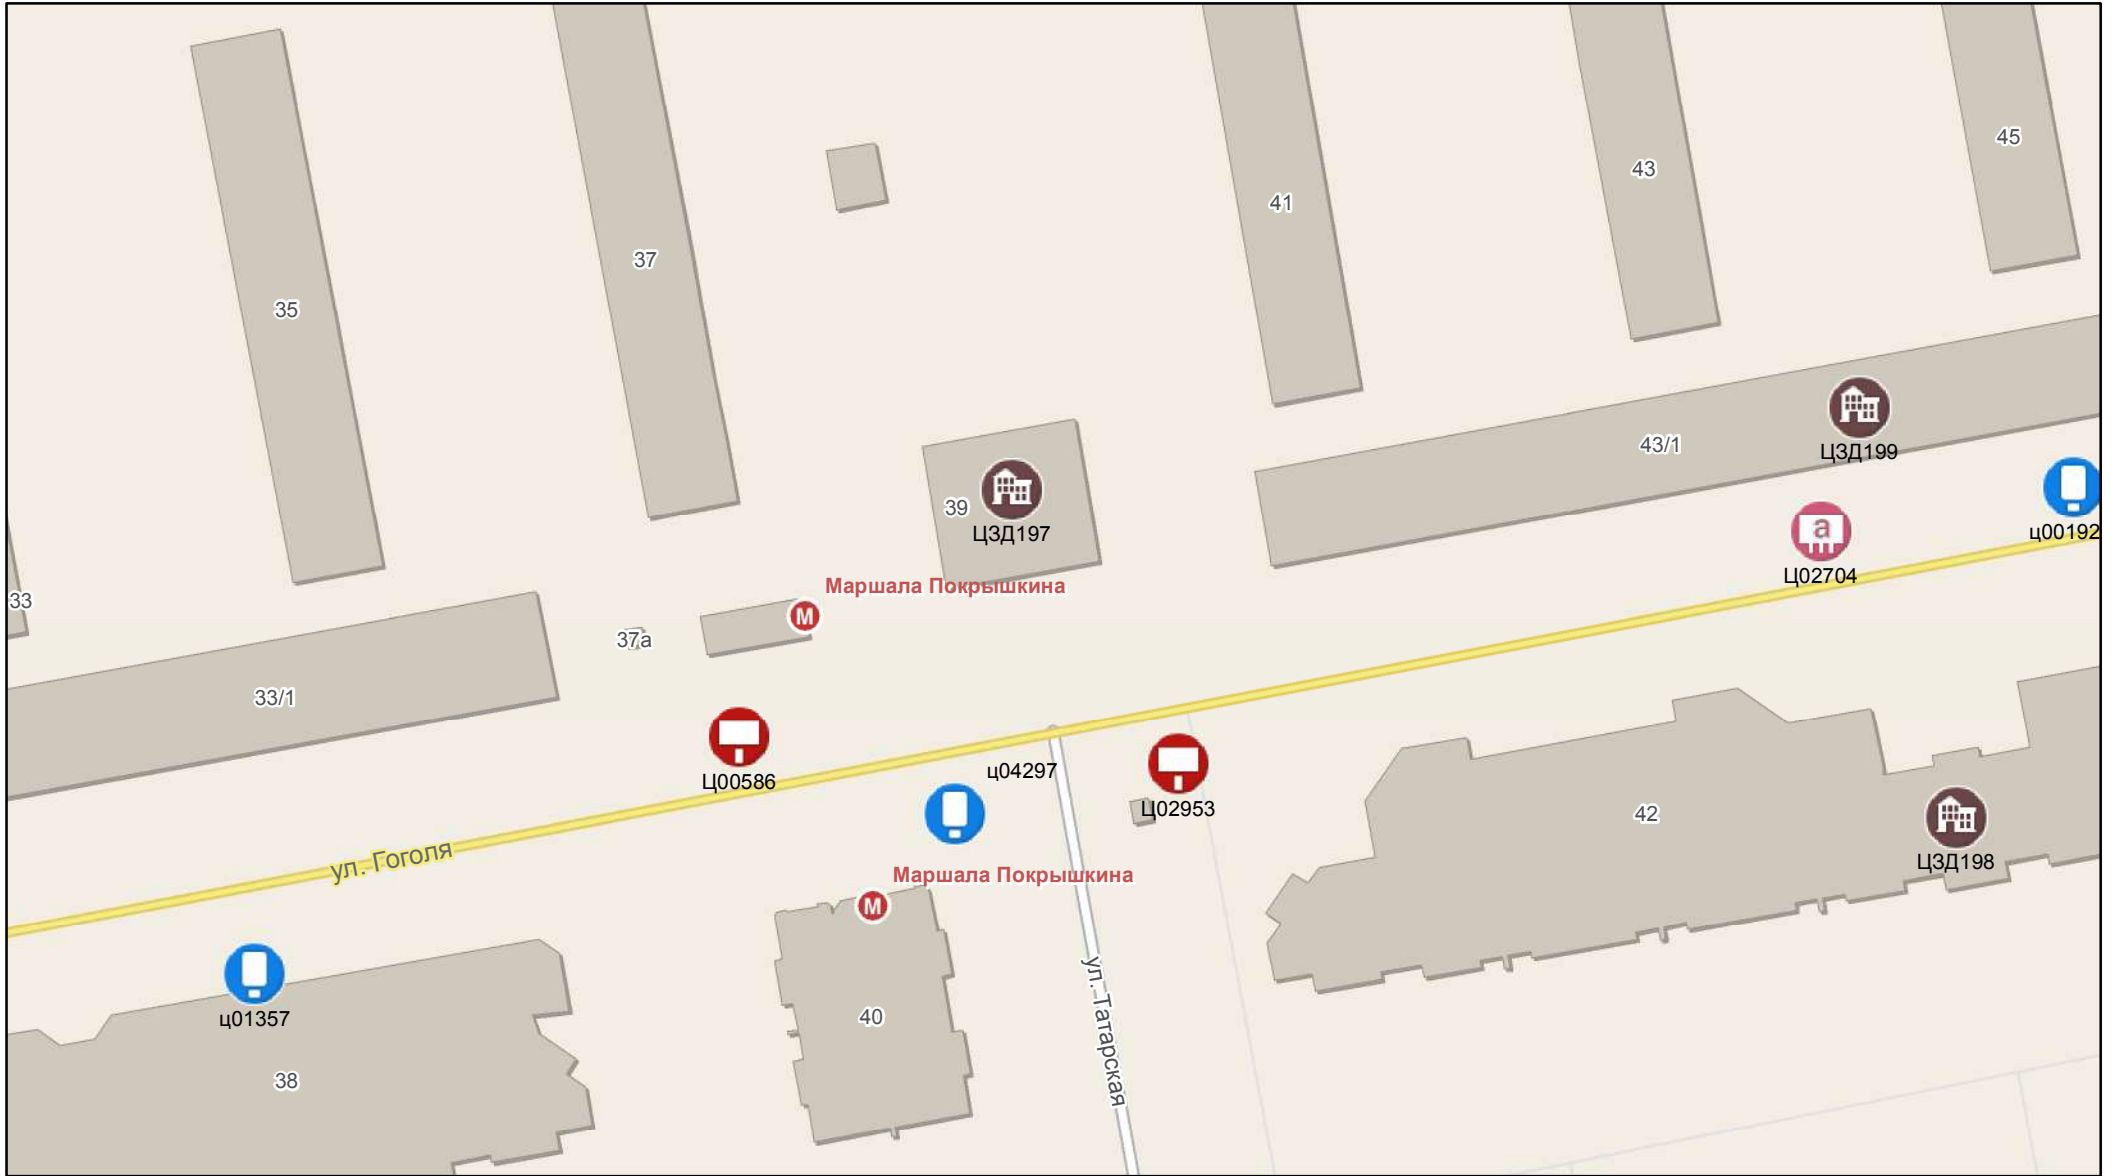 45
43
41
37
35
ЦЗД199
43/1
39
ЦЗД197
ц00192
a
Ц02704
Маршала Покрышкина
М
33
37а
33/1
Ц00586
ц04297
Ц02953
42
ЦЗД198
ул. Гоголя
Маршала Покрышкина
М
ц01357
40
ул. Татарская
38